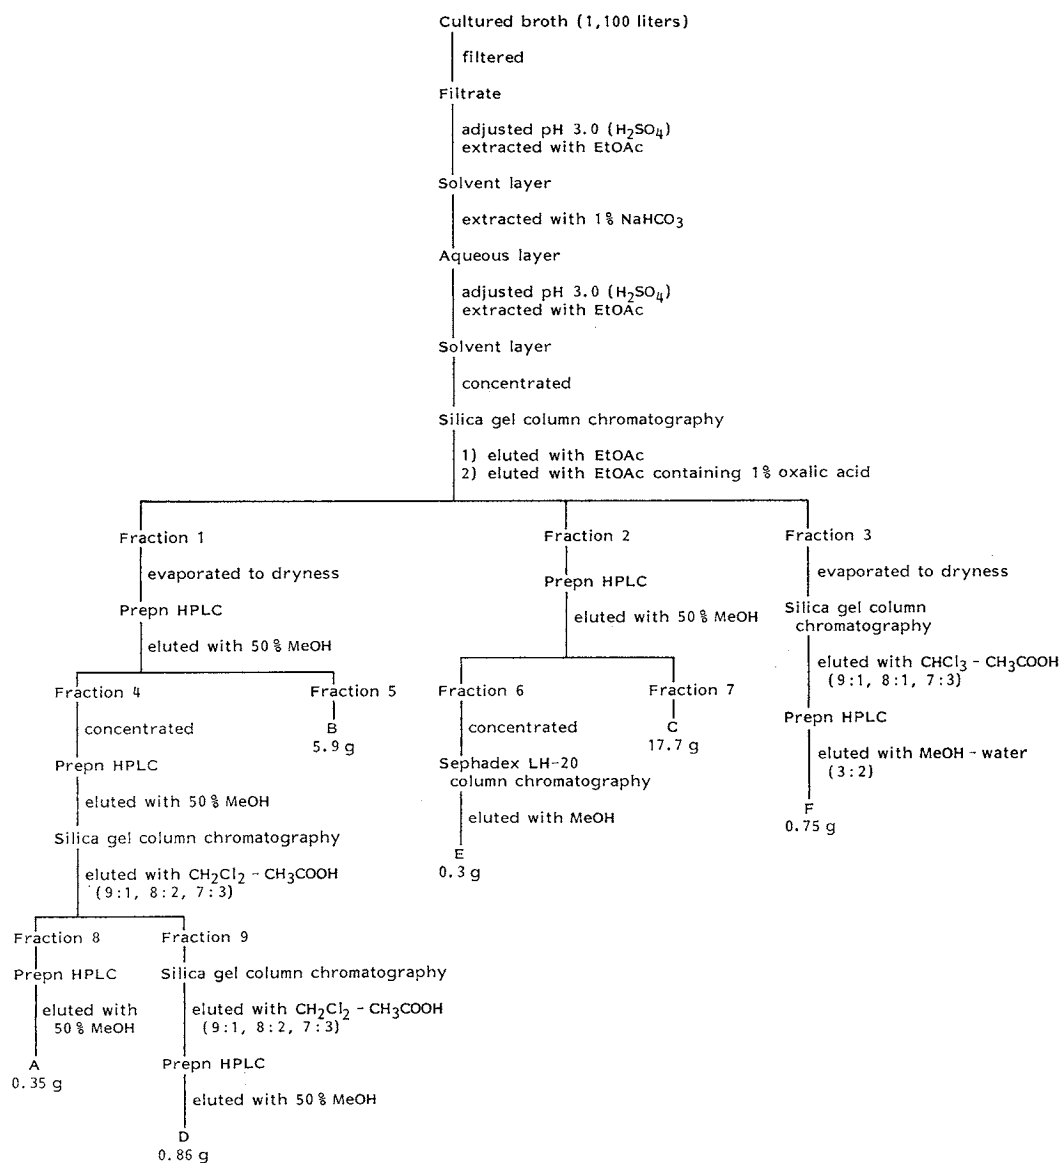 Cultured broth (1,100 liters)
filtered
Filtrate
adjusted pH 3.0 (H₂SO₄)
extracted with EtOAc
Solvent layer
extracted with 1% NaHCO₃
Aqueous layer
adjusted pH 3.0 (H₂SO₄)
extracted with EtOAc
Solvent layer
concentrated
Silica gel column chromatography
1) eluted with EtOAc
2) eluted with EtOAc containing 1% oxalic acid
Fraction 1
evaporated to dryness
Prepn HPLC
eluted with 50% MeOH
Fraction 4
concentrated
Prepn HPLC
eluted with 50% MeOH
Silica gel column chromatography
eluted with CH₂Cl₂ - CH₃COOH
(9:1, 8:2, 7:3)
Fraction 8
Prepn HPLC
eluted with
50% MeOH
A
0.35 g
Fraction 9
Silica gel column chromatography
eluted with CH₂Cl₂ - CH₃COOH
(9:1, 8:2, 7:3)
Prepn HPLC
eluted with 50% MeOH
D
0.86 g
Fraction 5
B
5.9 g
Fraction 2
Prepn HPLC
eluted with 50% MeOH
Fraction 6
concentrated
Sephadex LH-20
column chromatography
eluted with MeOH
E
0.3 g
Fraction 7
C
17.7 g
Fraction 3
evaporated to dryness
Silica gel column
chromatography
eluted with CHCl₃ - CH₃COOH
(9:1, 8:1, 7:3)
Prepn HPLC
eluted with MeOH - water
(3:2)
F
0.75 g